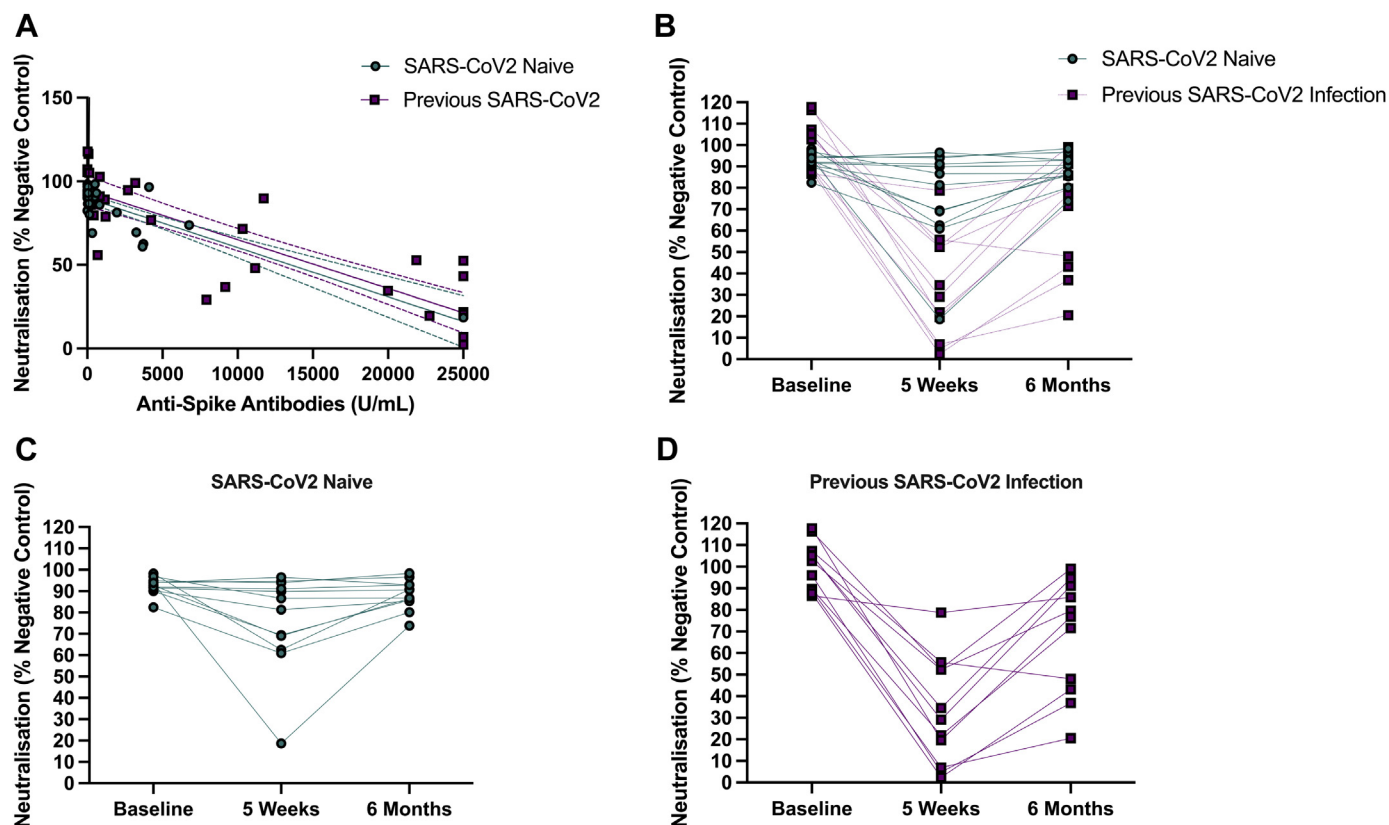 A
SARS-CoV2 Naive
Previous SARS-CoV2
Neutralisation (% Negative Control)
150
100
50
0
0 5000 10000 15000 20000 25000
Anti-Spike Antibodies (U/mL)
B
SARS-CoV2 Naive
Previous SARS-CoV2 Infection
Neutralisation (% Negative Control)
120
110
100
90
80
70
60
50
40
30
20
10
0
Baseline 5 Weeks 6 Months
C
SARS-CoV2 Naive
Neutralisation (% Negative Control)
120
110
100
90
80
70
60
50
40
30
20
10
0
Baseline 5 Weeks 6 Months
D
Previous SARS-CoV2 Infection
Neutralisation (% Negative Control)
120
110
100
90
80
70
60
50
40
30
20
10
0
Baseline 5 Weeks 6 Months